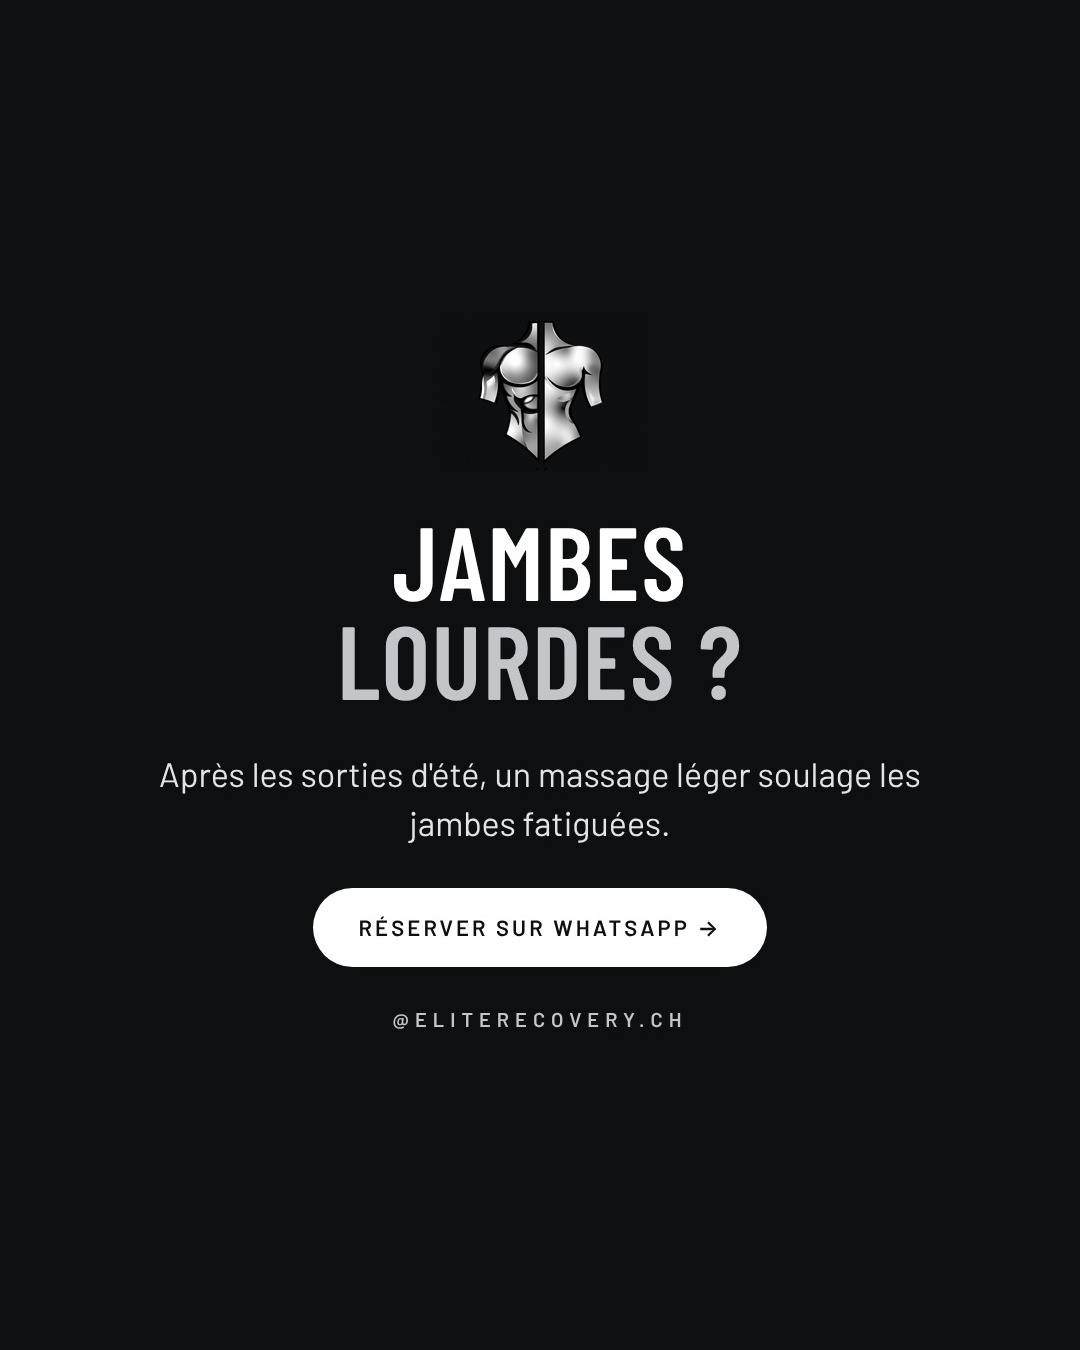 JAMBES
LOURDES ?
Après les sorties d'été, un massage léger soulage les
jambes fatiguées.
RÉSERVER SUR WHATSAPP →
@ELITERECOVERY.CH